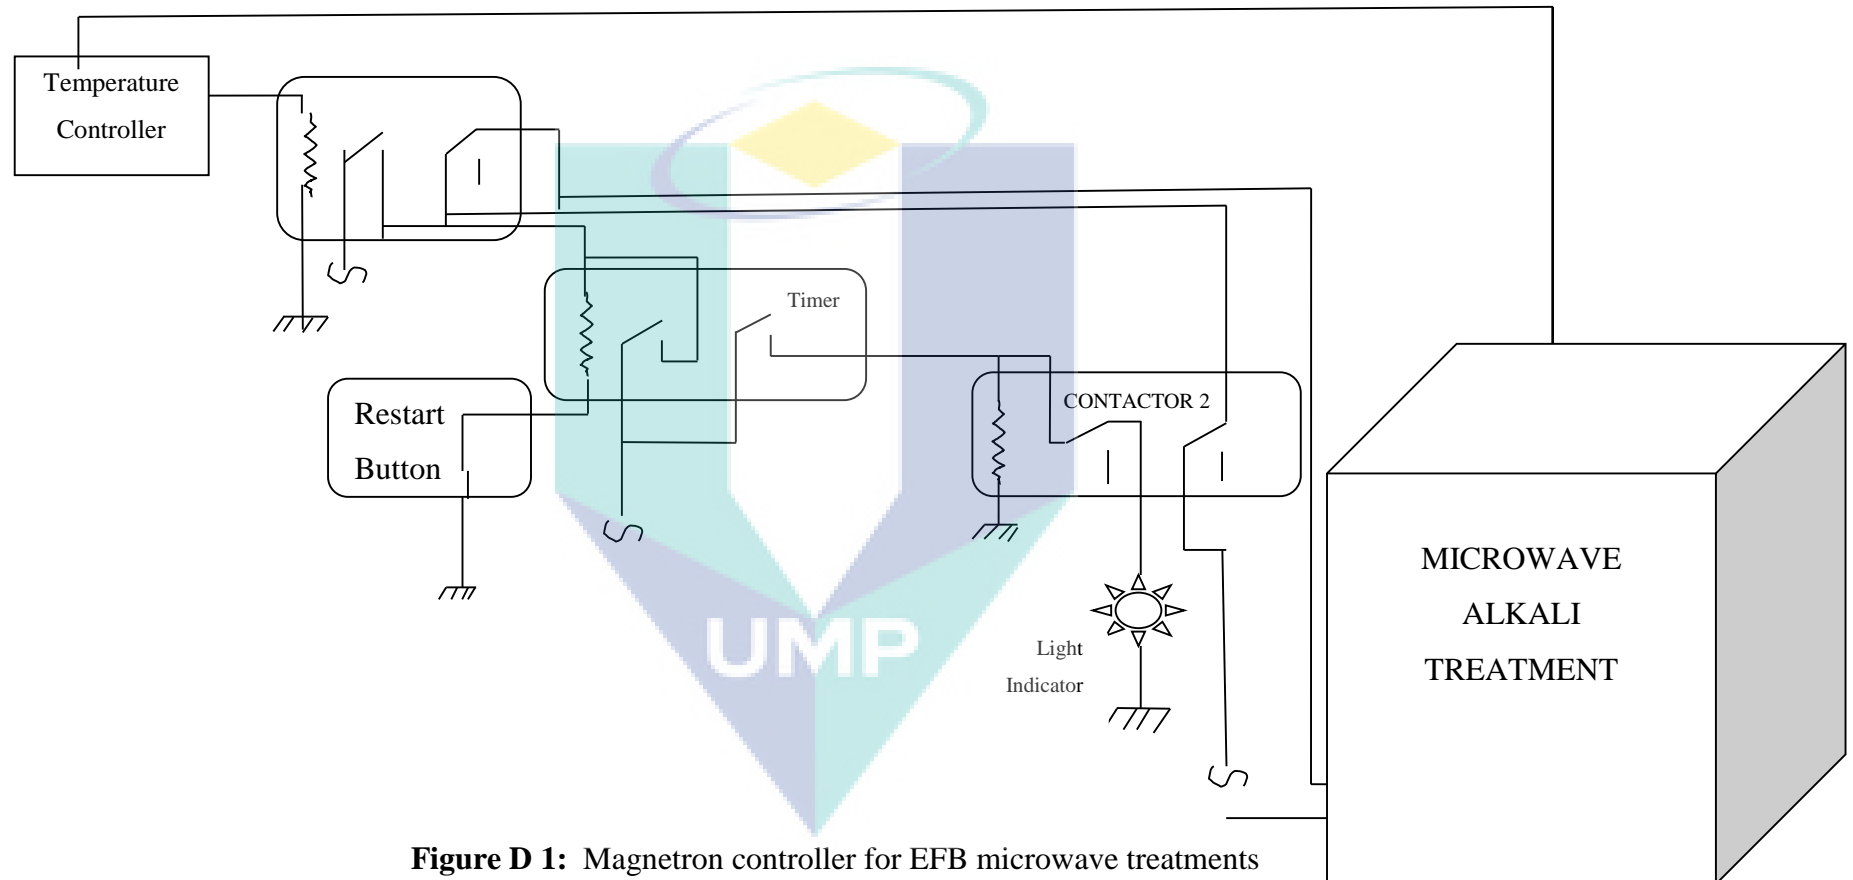 Temperature
Controller
Timer
Restart
Button
CONTACTOR 2
MICROWAVE
ALKALI
TREATMENT
UMP
Light
Indicator
Figure D 1: Magnetron controller for EFB microwave treatments